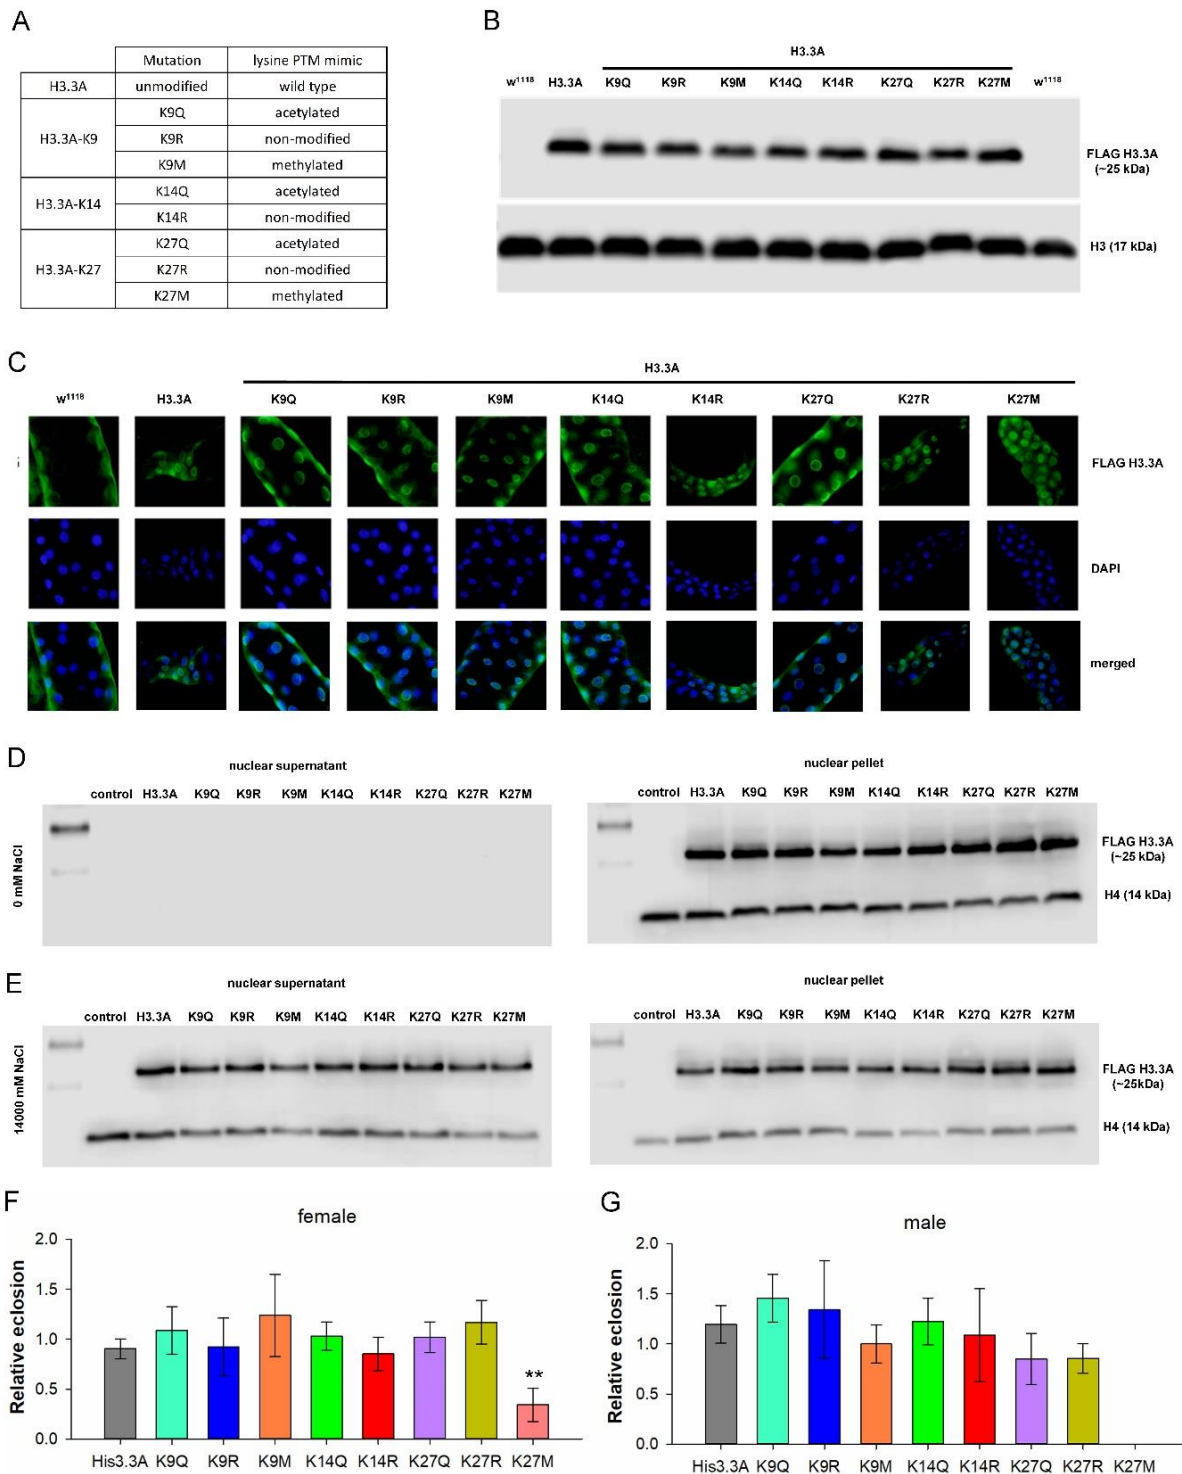 A
Mutation lysine PTM mimic
H3.3A unmodified wild type
H3.3A-K9 K9Q acetylated
K9R non-modified
K9M methylated
H3.3A-K14 K14Q acetylated
K14R non-modified
H3.3A-K27 K27Q acetylated
K27R non-modified
K27M methylated
B
H3.3A
w1118 H3.3A K9Q K9R K9M K14Q K14R K27Q K27R K27M w1118
FLAG H3.3A
(~25 kDa)
H3 (17 kDa)
C
H3.3A
w1118 H3.3A K9Q K9R K9M K14Q K14R K27Q K27R K27M
FLAG H3.3A
DAPI
merged
D
nuclear supernatant
control H3.3A K9Q K9R K9M K14Q K14R K27Q K27R K27M
0 mM NaCl
nuclear pellet
control H3.3A K9Q K9R K9M K14Q K14R K27Q K27R K27M
FLAG H3.3A
(~25 kDa)
H4 (14 kDa)
E
nuclear supernatant
control H3.3A K9Q K9R K9M K14Q K14R K27Q K27R K27M
14000 mM NaCl
nuclear pellet
control H3.3A K9Q K9R K9M K14Q K14R K27Q K27R K27M
FLAG H3.3A
(~25kDa)
H4 (14 kDa)
F
female
Relative eclosion
2.0
1.5
1.0
0.5
0.0
**
His3.3A K9Q K9R K9M K14Q K14R K27Q K27R K27M
G
male
Relative eclosion
2.0
1.5
1.0
0.5
0.0
His3.3A K9Q K9R K9M K14Q K14R K27Q K27R K27M